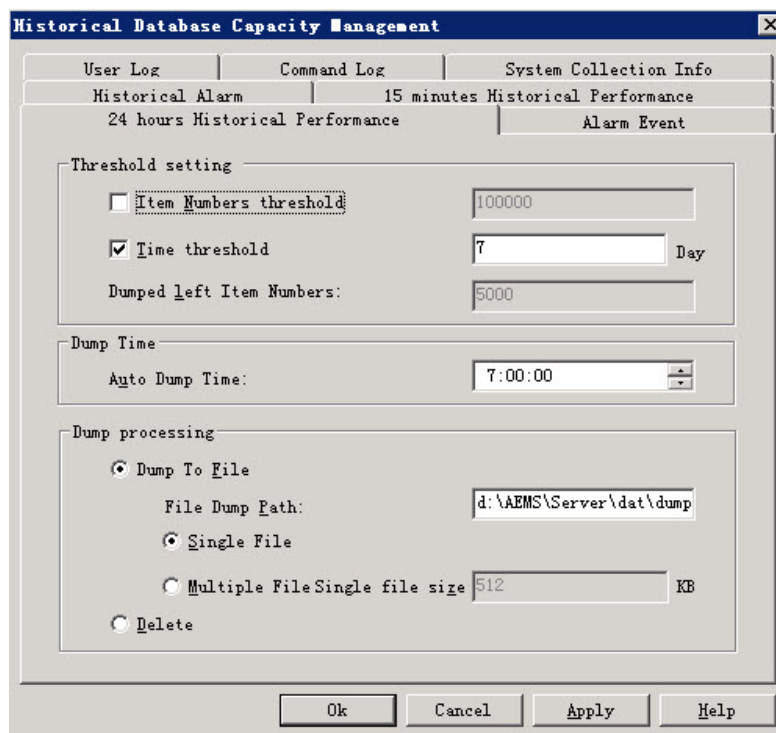 Historical Database Capacity Management
User Log Command Log System Collection Info
Historical Alarm 15 minutes Historical Performance
24 hours Historical Performance Alarm Event
Threshold setting
Item Numbers threshold 100000
Time threshold 7 Day
Dumped left Item Numbers: 5000
Dump Time
Auto Dump Time: 7:00:00
Dump processing
Dump To File
File Dump Path: d:\AEMS\Server\dat\dump
Single File
Multiple File Single file size 512 KB
Delete
Ok Cancel Apply Help